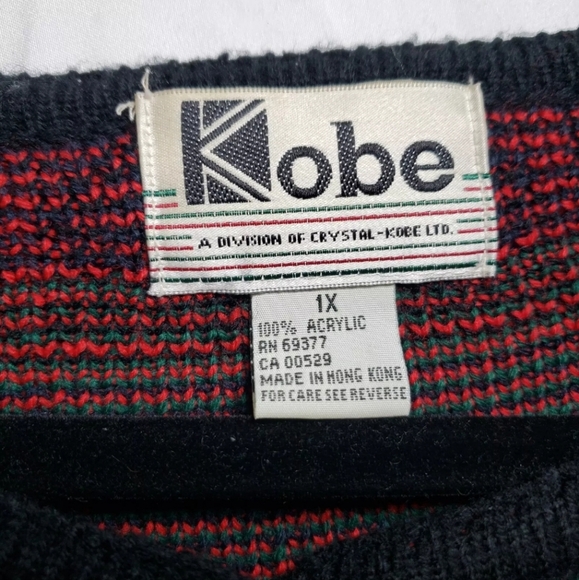 Kobe
A DIVISION OF CRYSTAL-KOBE LTD.
1X
100% ACRYLIC
RN 69377
CA 00529
MADE IN HONG KONG
FOR CARE SEE REVERSE